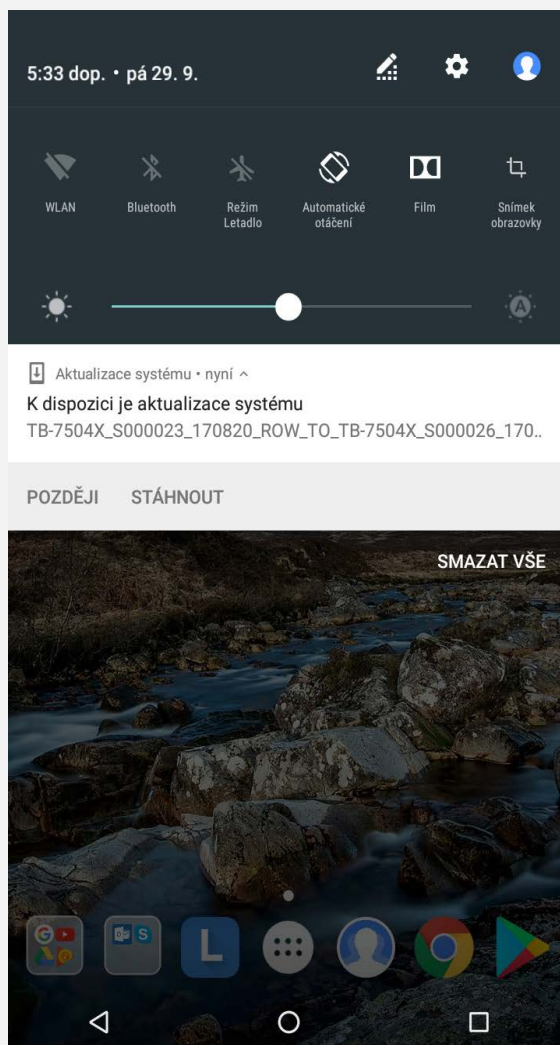 5:33 dop. • pá 29. 9.
WLAN
Bluetooth
Režim
Letadlo
Automatické
otáčení
Film
Snímek
obrazovky
A
Aktualizace systému • nyní
K dispozici je aktualizace systému
TB-7504X_S000023_170820_ROW_TO_TB-7504X_S000026_170..
POZDĚJI STÁHNOUT
SMAZAT VŠE
G
S
L